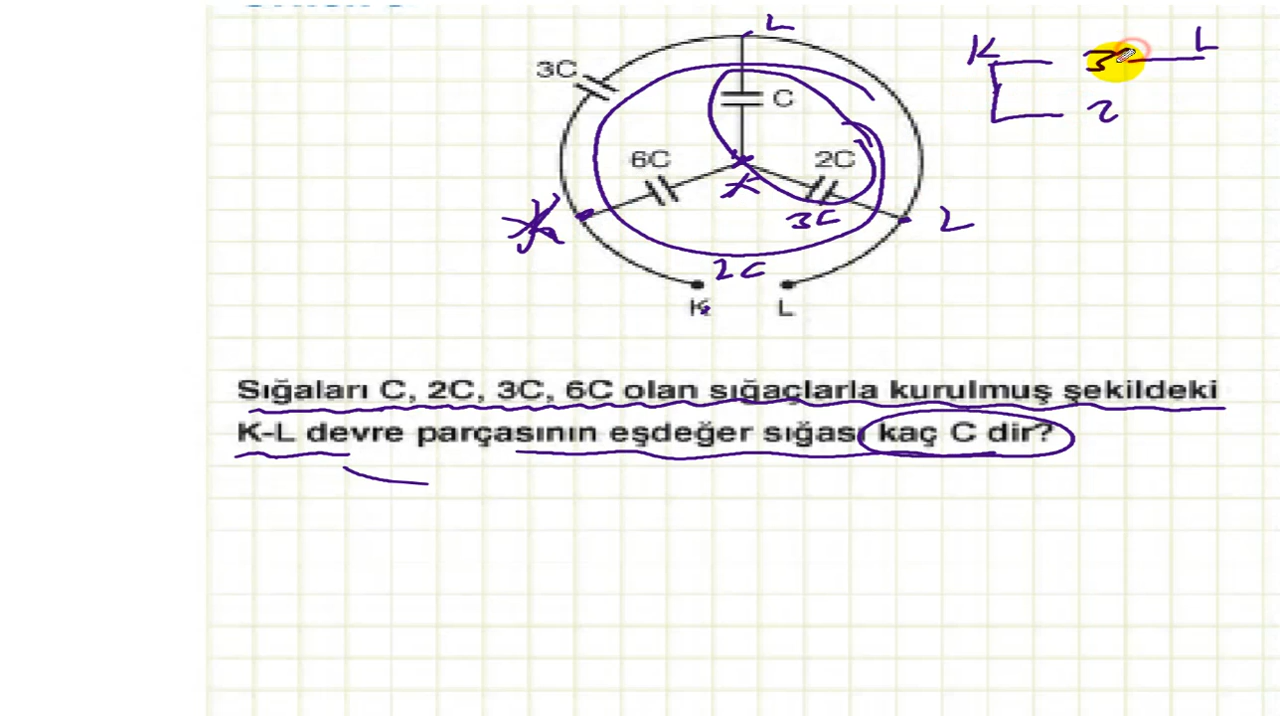 L
K
L
3C
3
C
2
6C
2C
K
3C
L
2C
K
L
Sığaları C, 2C, 3C, 6C olan sığaçlarla kurulmuş şekildeki
K-L devre parçasının eşdeğer sığası kaç C dir?